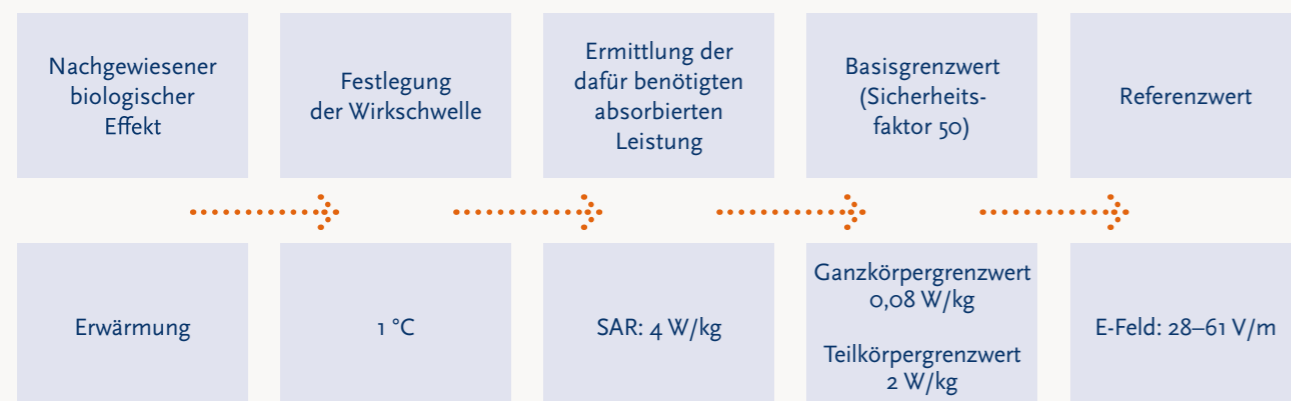 Nachgewiesener
biologischer
Effekt
Festlegung
der Wirkschwelle
Ermittlung der
dafür benötigten
absorbierten
Leistung
Basisgrenzwert
(Sicherheits-
faktor 50)
Referenzwert
Erwärmung
1 °C
SAR: 4 W/kg
Ganzkörpergrenzwert
0,08 W/kg
Teilkörpergrenzwert
2 W/kg
E-Feld: 28–61 V/m